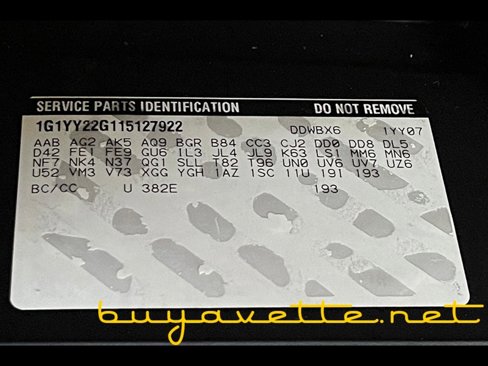 SERVICE PARTS IDENTIFICATION DO NOT REMOVE
1G1YY22G115127922 DDWBX6 1YY07
AAB AG2 AK5 AQ9 BGR B84 CC3 CJ2 DD0 DD8 DL5
D42 FE1 FE9 GU6 IL3 JL4 JL9 K63 LS1 MM6 MN6
NF7 NK4 N37 QG1 SLL T82 T96 UN0 UV6 UV7 UZ6
U52 VM3 V73 XGG YGH 1AZ 1SC 11U 19I 193
BC/CC U 382E 193
buyavette.net